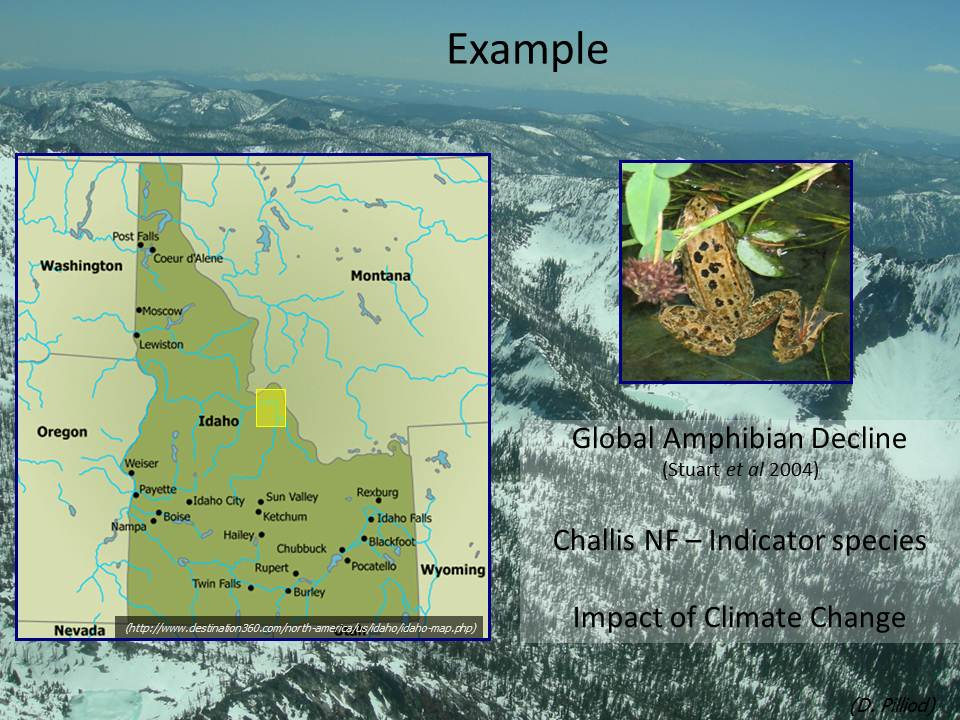 Example
Post Falls
Coeur d'Alene
Washington
Montana
Moscow
Lewiston
Idaho
Oregon
Weiser
Payette
Idaho City
Sun Valley
Rexburg
Boise
Ketchum
Nampa
Idaho Falls
Hailey
Blackfoot
Chubbuck
Rupert
Pocatello
Wyoming
Twin Falls
Burley
Nevada
(http://www.destination360.com/north-america/us/idaho/idaho-map.php)
Global Amphibian Decline
(Stuart et al 2004)
Challis NF – Indicator species
Impact of Climate Change
(D. Pilliod)